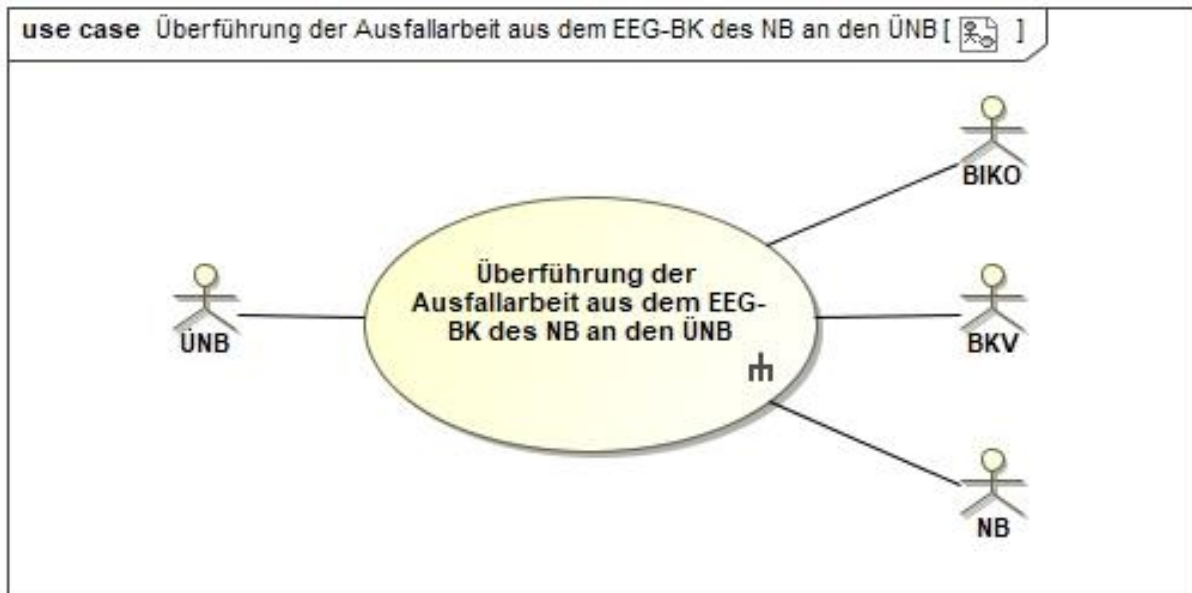 use case Überführung der Ausfallarbeit aus dem EEG-BK des NB an den ÜNB [ ]
BIKO
Überführung der
Ausfallarbeit aus dem EEG-
BK des NB an den ÜNB
ÜNB
BKV
NB